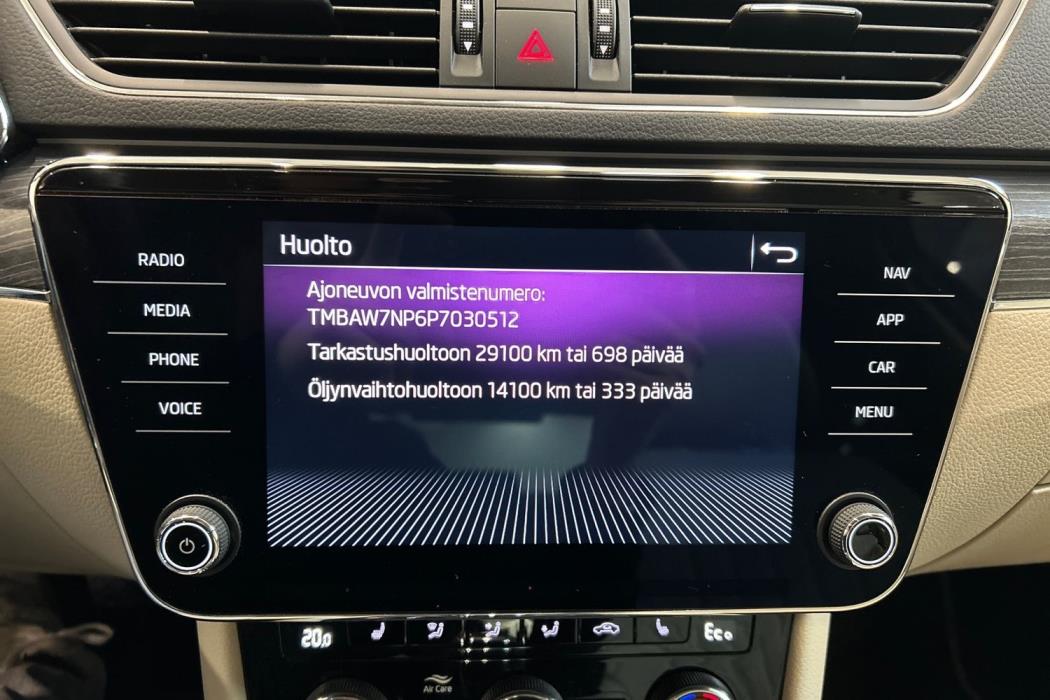 Huolto
RADIO
MEDIA
PHONE
VOICE
Ajoneuvon valmistenumero:
TMBAW7NP6P7030512
Tarkastushuoltoon 29100 km tai 698 päivää
Öljynvaihtohuoltoon 14100 km tai 333 päivää
NAV
APP
CAR
MENU
20,0
Eco
Air Care